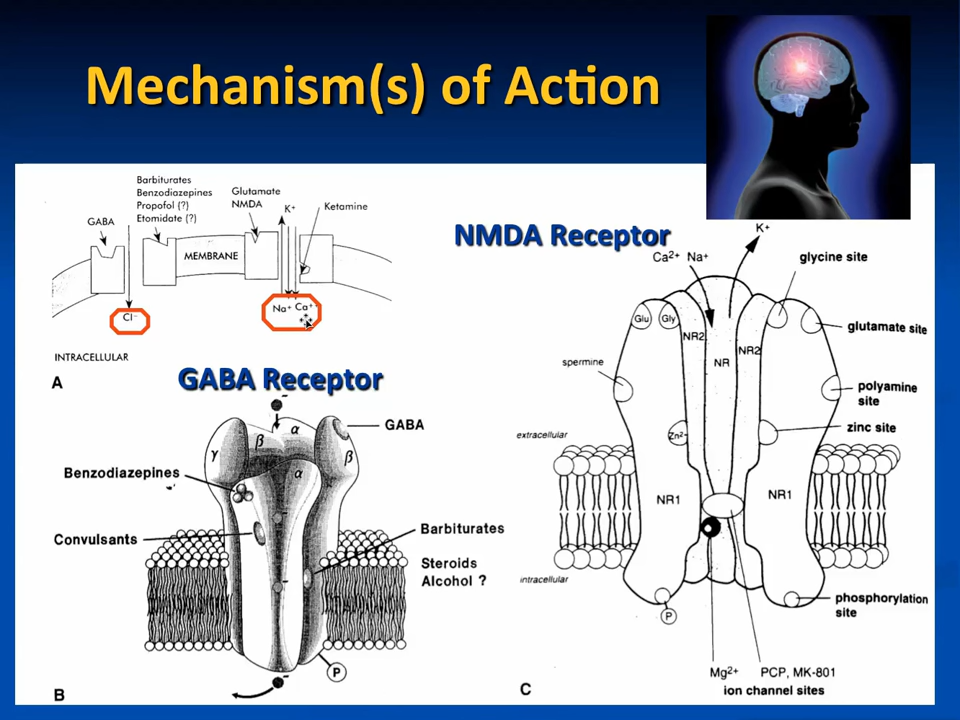 Mechanism(s) of Action
Barbiturates
Benzodiazepines
Propofol (?)
Etomidate (?)
GABA
Glutamate
NMDA
K+
Ketamine
MEMBRANE
Cl−
Na+ Ca++
INTRACELLULAR
A
GABA Receptor
−
GABA
γ
β
α
β
α
Benzodiazepines
Convulsants
Barbiturates
Steroids
Alcohol ?
P
−
B
NMDA Receptor
K+
Ca2+ Na+
glycine site
Glu
Gly
glutamate site
NR2
NR
NR2
spermine
polyamine
site
zinc site
extracellular
Zn2-
NR1
NR1
intracellular
phosphorylation
site
P
Mg2+
PCP, MK-801
ion channel sites
C